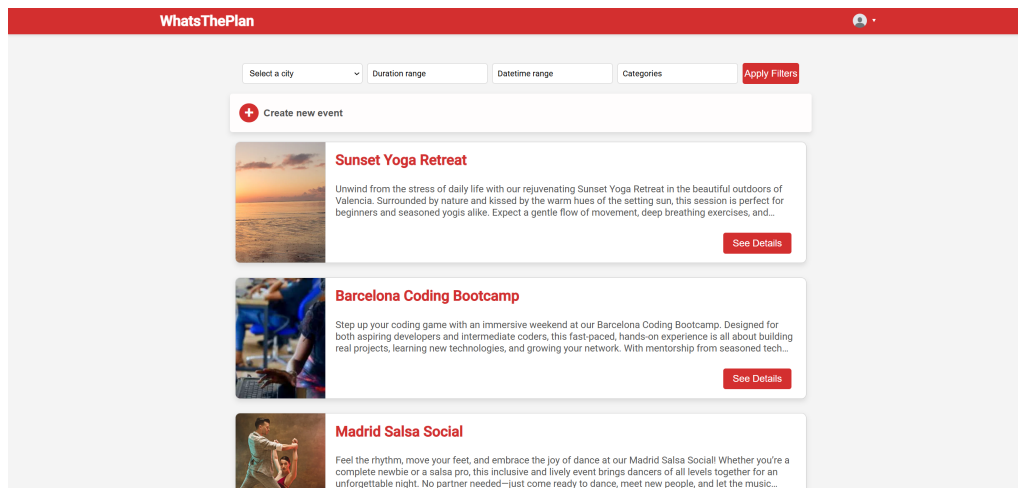 WhatsThePlan
Select a city
Duration range
Datetime range
Categories
Apply Filters
Create new event
Sunset Yoga Retreat
Unwind from the stress of daily life with our rejuvenating Sunset Yoga Retreat in the beautiful outdoors of
Valencia. Surrounded by nature and kissed by the warm hues of the setting sun, this session is perfect for
beginners and seasoned yogis alike. Expect a gentle flow of movement, deep breathing exercises, and...
See Details
Barcelona Coding Bootcamp
Step up your coding game with an immersive weekend at our Barcelona Coding Bootcamp. Designed for
both aspiring developers and intermediate coders, this fast-paced, hands-on experience is all about building
real projects, learning new technologies, and growing your network. With mentorship from seasoned tech...
See Details
Madrid Salsa Social
Feel the rhythm, move your feet, and embrace the joy of dance at our Madrid Salsa Social! Whether you're a
complete newbie or a salsa pro, this inclusive and lively event brings dancers of all levels together for an
unforgettable night. No partner needed—just come ready to dance, meet new people, and let the music...